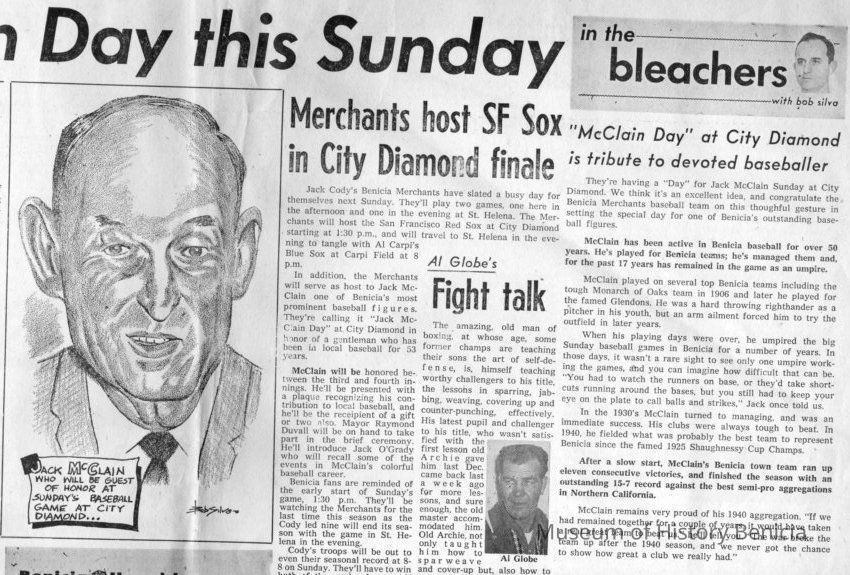 n Day this Sunday
JACK McCLAIN
WHO WILL BE GUEST
OF HONOR AT
SUNDAY'S BASEBALL
GAME AT CITY
DIAMOND...
Bob Silva
Merchants host SF Sox
in City Diamond finale
Jack Cody's Benicia Merchants have slated a busy day for
themselves next Sunday. They'll play two games, one here in
the afternoon and one in the evening at St. Helena. The Mer-
chants will host the San Francisco Red Sox at City Diamond
starting at 1:30 p.m., and will travel to St. Helena in the eve-
ning to tangle with Al Carpi's
Blue Sox at Carpi Field at 8
p.m.
In addition, the Merchants
will serve as host to Jack Mc-
Clain one of Benicia's most
prominent baseball figures.
They're calling it "Jack Mc-
Clain Day" at City Diamond in
honor of a gentleman who has
been in local baseball for 53
years.
McClain will be honored be-
tween the third and fourth in-
nings. He'll be presented with
a plaque recognizing his con-
tribution to local baseball, and
he'll be the receipient of a gift
or two also. Mayor Raymond
Duvall will be on hand to take
part in the brief ceremony.
He'll introduce Jack O'Grady
who will recall some of the
events in McClain's colorful
baseball career.
Benicia fans are reminded of
the early start of Sunday's
game, 1:30 p.m. They'll be
watching the Merchants for the
last time this season as the
Cody led nine will end its sea-
son with the game in St. He-
lena in the evening.
Cody's troops will be out to
even their seasonal record at 8-
8 on Sunday. They'll have to win
Al Globe's
Fight talk
The amazing, old man of
boxing, at whose age, some
former champs are teaching
their sons the art of self-de-
fense, is, himself teaching
worthy challengers to his title,
the lessons in sparring, jab-
bing, weaving, covering up and
counter-punching, effectively.
His latest pupil and challenger
to his title, who wasn't satis-
fied with the
first lesson old
Archie gave
him last Dec.
came back last
a week ago
for more les-
sons, and sure
enough, the old
master accom-
modated him.
Old Archie, not
only taught
him how to
sparweave
and cover-up but, also how to
Al Globe
in the
bleachers
with bob silva
"McClain Day" at City Diamond
is tribute to devoted baseballer
They're having a "Day" for Jack McClain Sunday at City
Diamond. We think it's an excellent idea, and congratulate the
Benicia Merchants baseball team on this thoughful gesture in
setting the special day for one of Benicia's outstanding base-
ball figures.
McClain has been active in Benicia baseball for over 50
years. He's played for Benicia teams; he's managed them and,
for the past 17 years has remained in the game as an umpire.
McClain played on several top Benicia teams including the
tough Monarch of Oaks team in 1906 and later he played for
the famed Glendons. He was a hard throwing righthander as a
pitcher in his youth, but an arm ailment forced him to try the
outfield in later years.
When his playing days were over, he umpired the big
Sunday baseball games in Benicia for a number of years. In
those days, it wasn't a rare sight to see only one umpire work-
ing the games, and you can imagine how difficult that can be.
"You had to watch the runners on base, or they'd take short-
cuts running around the bases, but you still had to keep your
eye on the plate to call balls and strikes," Jack once told us.
In the 1930's McClain turned to managing, and was an
immediate success. His clubs were always tough to beat. In
1940, he fielded what was probably the best team to represent
Benicia since the famed 1925 Shaughnessy Cup Champs.
After a slow start, McClain's Benicia town team ran up
eleven consecutive victories, and finished the season with an
outstanding 15-7 record against the best semi-pro aggregations
in Northern California.
McClain remains very proud of his 1940 aggregation. "If we
had remained together for a couple of years, it would have taken
team to beat us, I'll tell you. The war broke the
team up after the 1940 season, and we never got the chance
to show how great a club we really had."
Museum of History Benicia